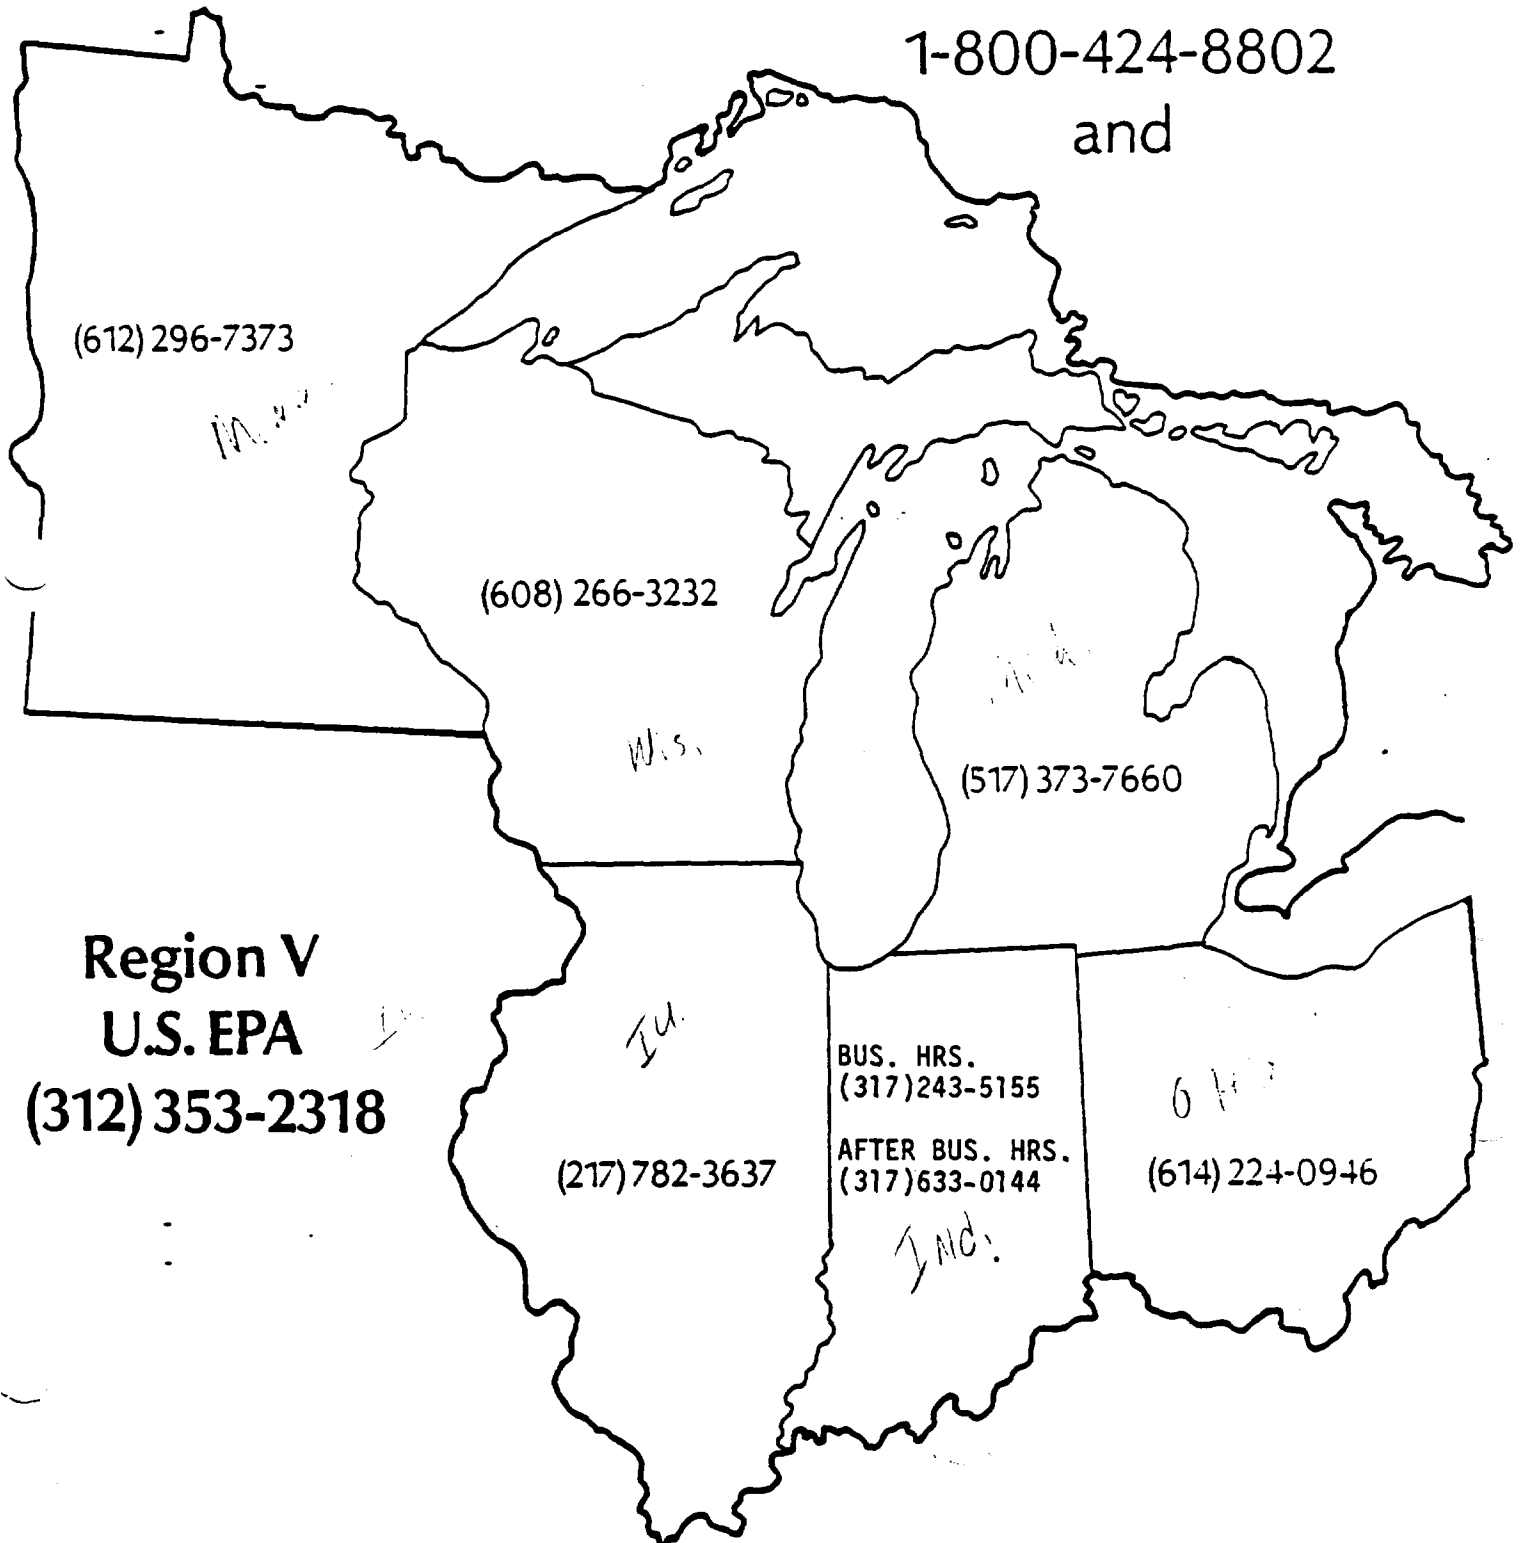 1-800-424-8802
and
(612) 296-7373
(608) 266-3232
Wis.
(517) 373-7660
Region V
U.S. EPA
(312) 353-2318
Ill.
BUS. HRS.
(317)243-5155
AFTER BUS. HRS.
(317)633-0144
Ind.
(217) 782-3637
Ohio
(614) 224-0946